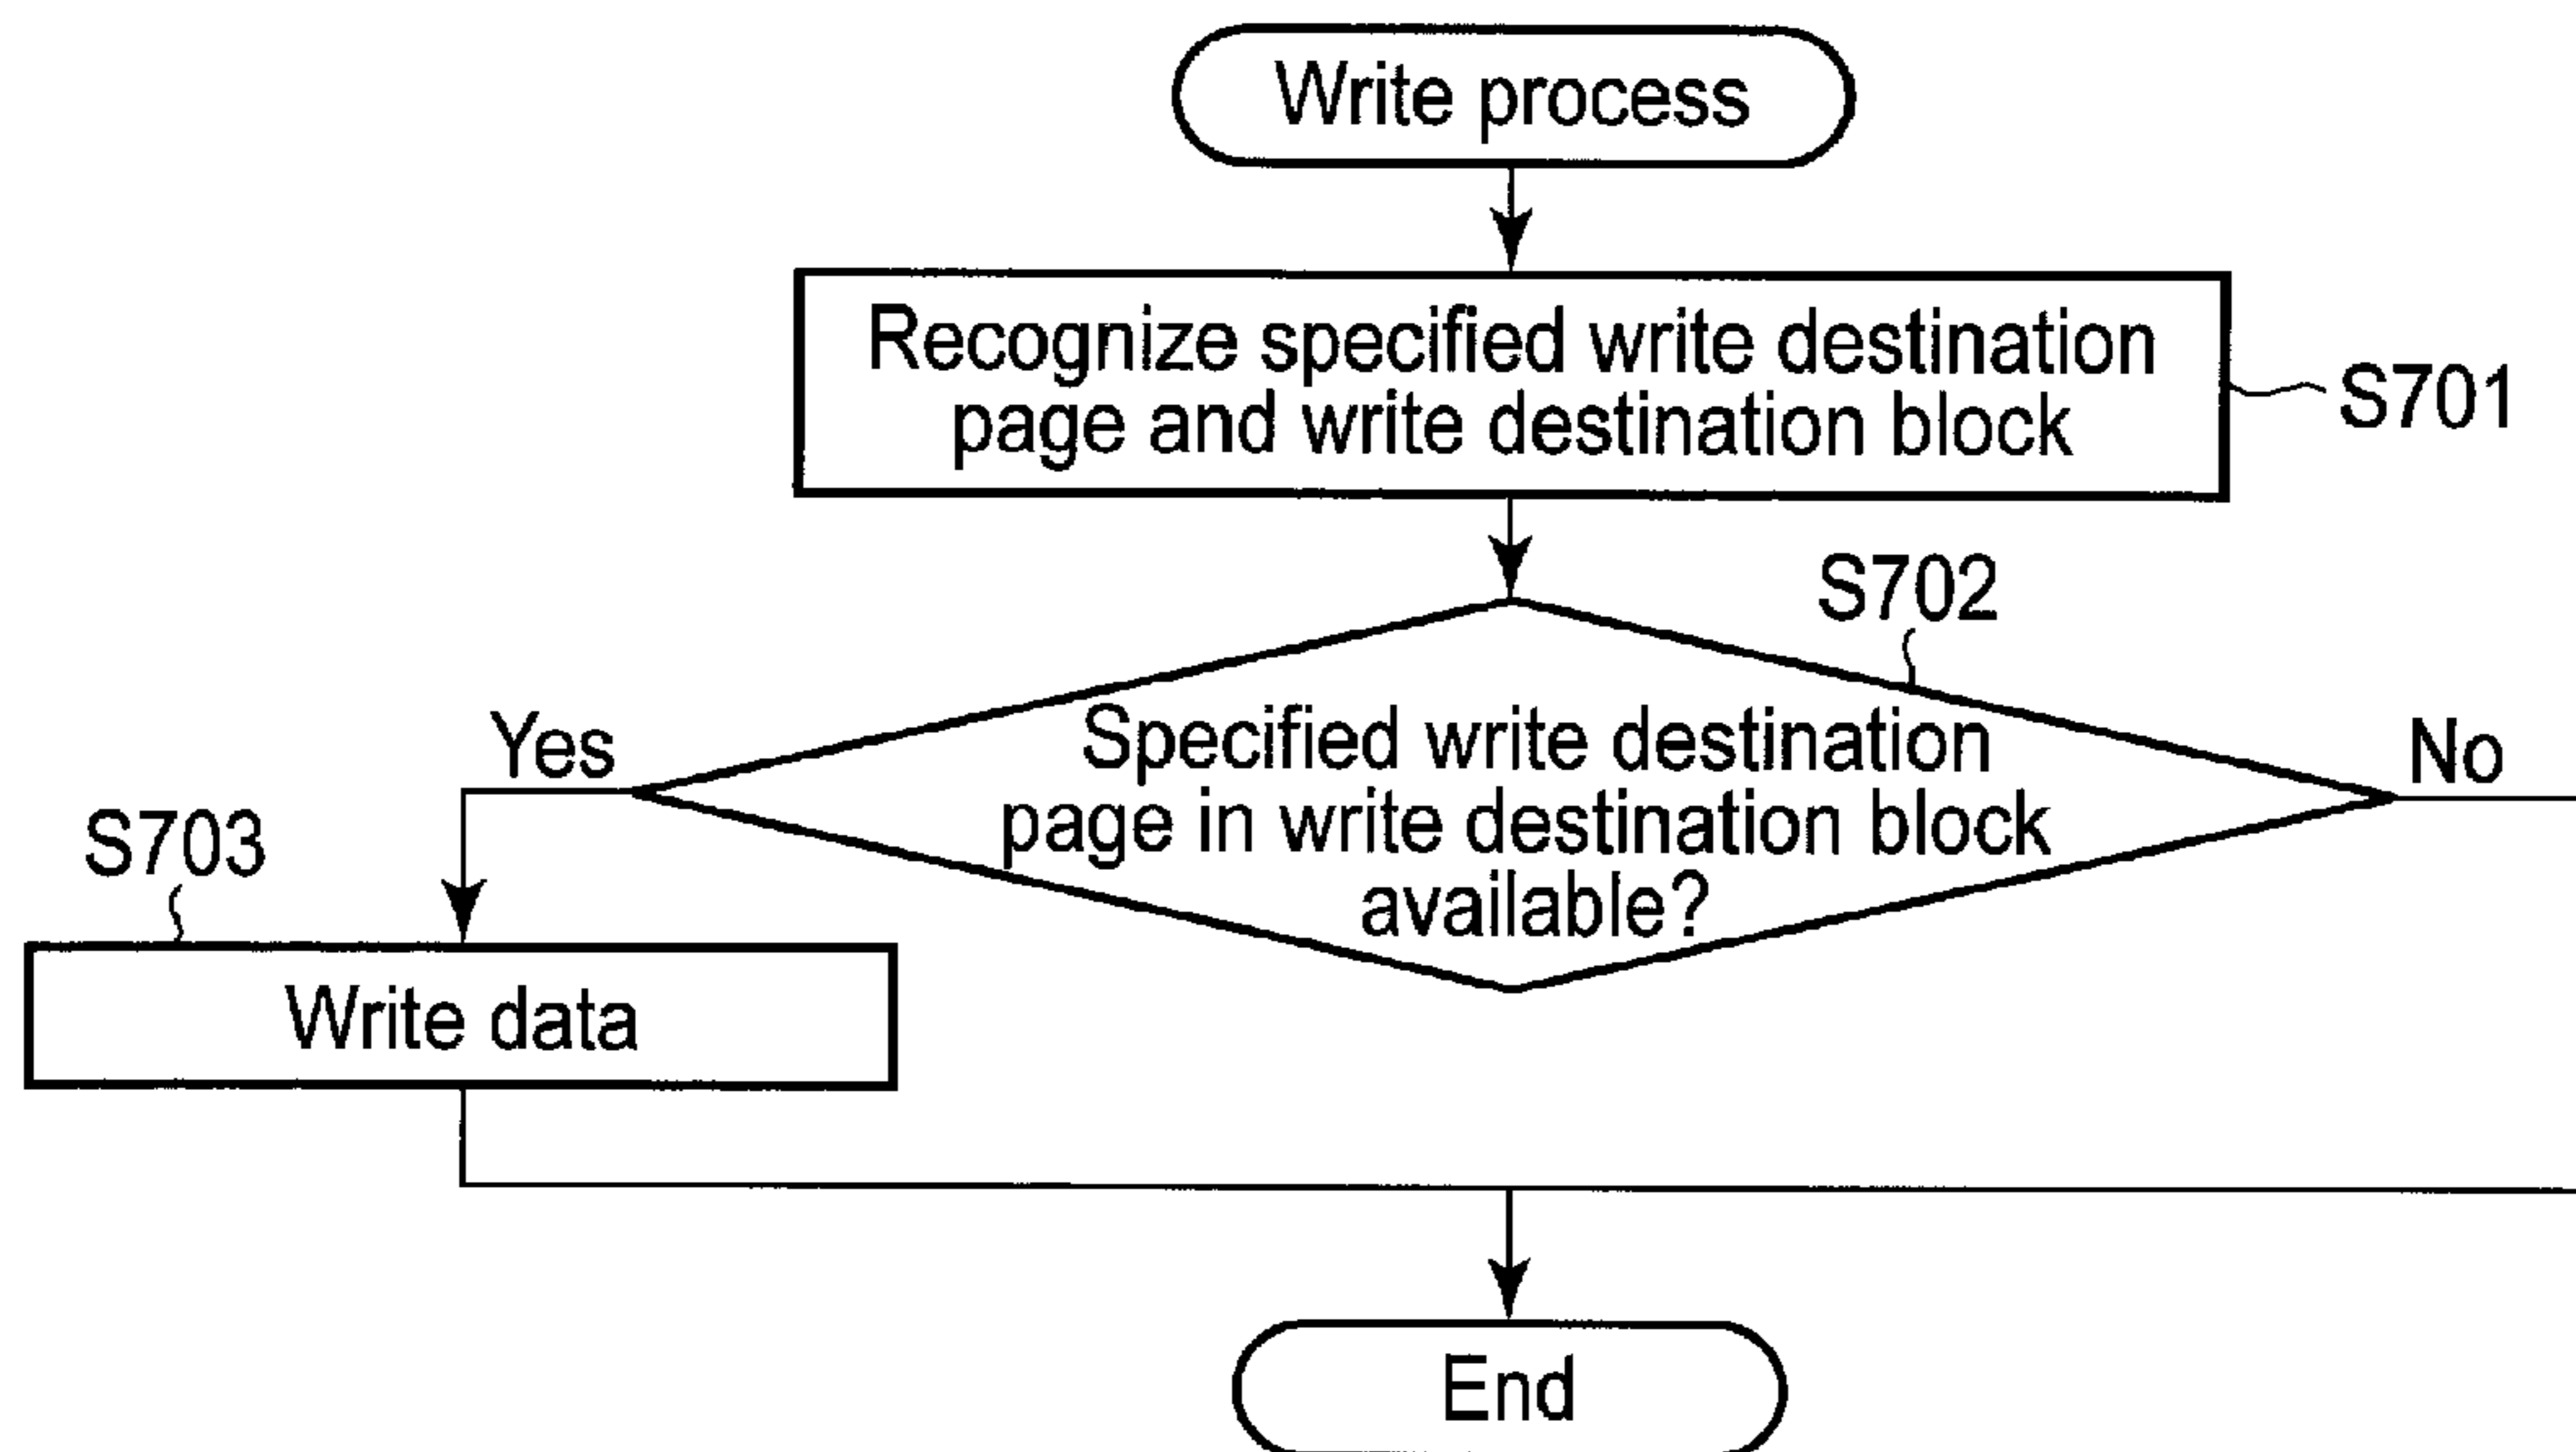 Write process
Recognize specified write destination
page and write destination block
S701
S702
Specified write destination
page in write destination block
available?
Yes
No
S703
Write data
End